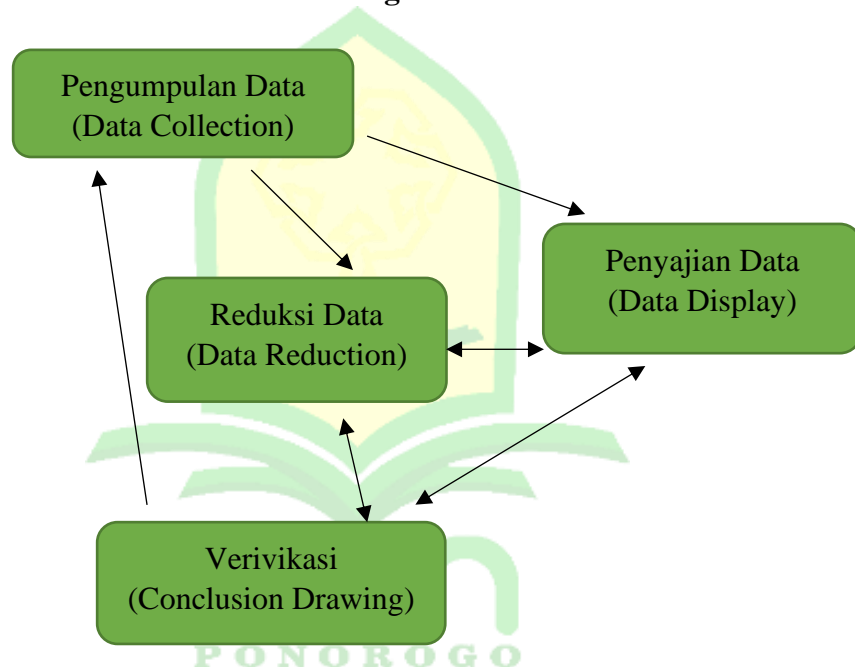 Pengumpulan Data
(Data Collection)
Penyajian Data
(Data Display)
Reduksi Data
(Data Reduction)
Verivikasi
(Conclusion Drawing)
PONOROGO